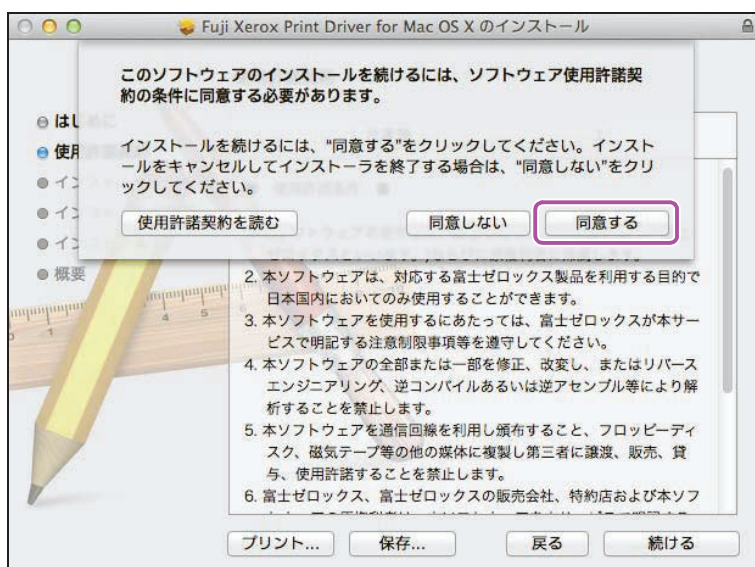 Fuji Xerox Print Driver for Mac OS X のインストール
このソフトウェアのインストールを続けるには、ソフトウェア使用許諾契
約の条件に同意する必要があります。
インストールを続けるには、“同意する”をクリックしてください。インスト
ールをキャンセルしてインストーラを終了する場合は、“同意しない”をクリ
ックしてください。
使用許諾契約を読む
同意しない
同意する
はじ
使用
イン
イン
イン
概要
2. 本ソフトウェアは、対応する富士ゼロックス製品を利用する目的で
日本国内においてのみ使用することができます。
3. 本ソフトウェアを使用するにあたっては、富士ゼロックスが本サー
ビスで明記する注意制限事項等を遵守してください。
4. 本ソフトウェアの全部または一部を修正、改変し、またはリバース
エンジニアリング、逆コンパイルあるいは逆アセンブル等により解
析することを禁止します。
5. 本ソフトウェアを通信回線を利用し頒布すること、フロッピーディ
スク、磁気テープ等の他の媒体に複製し第三者に譲渡、販売、貸
与、使用許諾することを禁止します。
6. 富士ゼロックス、富士ゼロックスの販売会社、特約店および本ソフ
プリント...
保存...
戻る
続ける